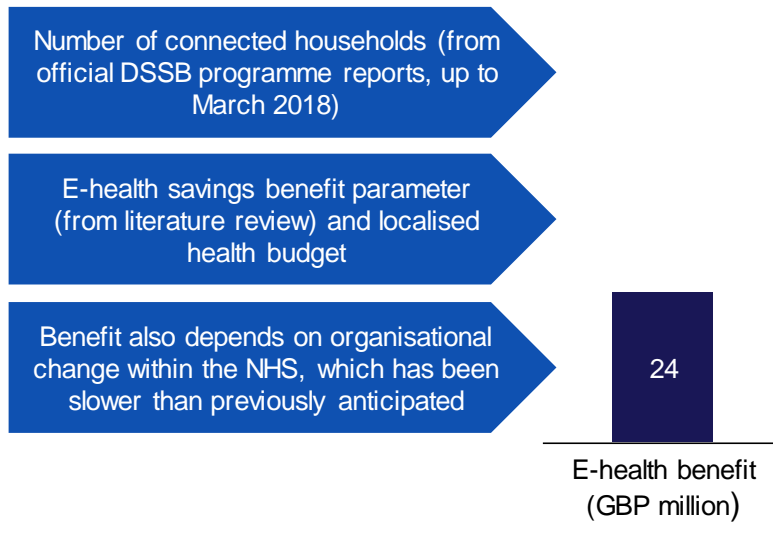 Number of connected households (from
official DSSB programme reports, up to
March 2018)
E-health savings benefit parameter
(from literature review) and localised
health budget
Benefit also depends on organisational
change within the NHS, which has been
slower than previously anticipated
24
E-health benefit
(GBP million)